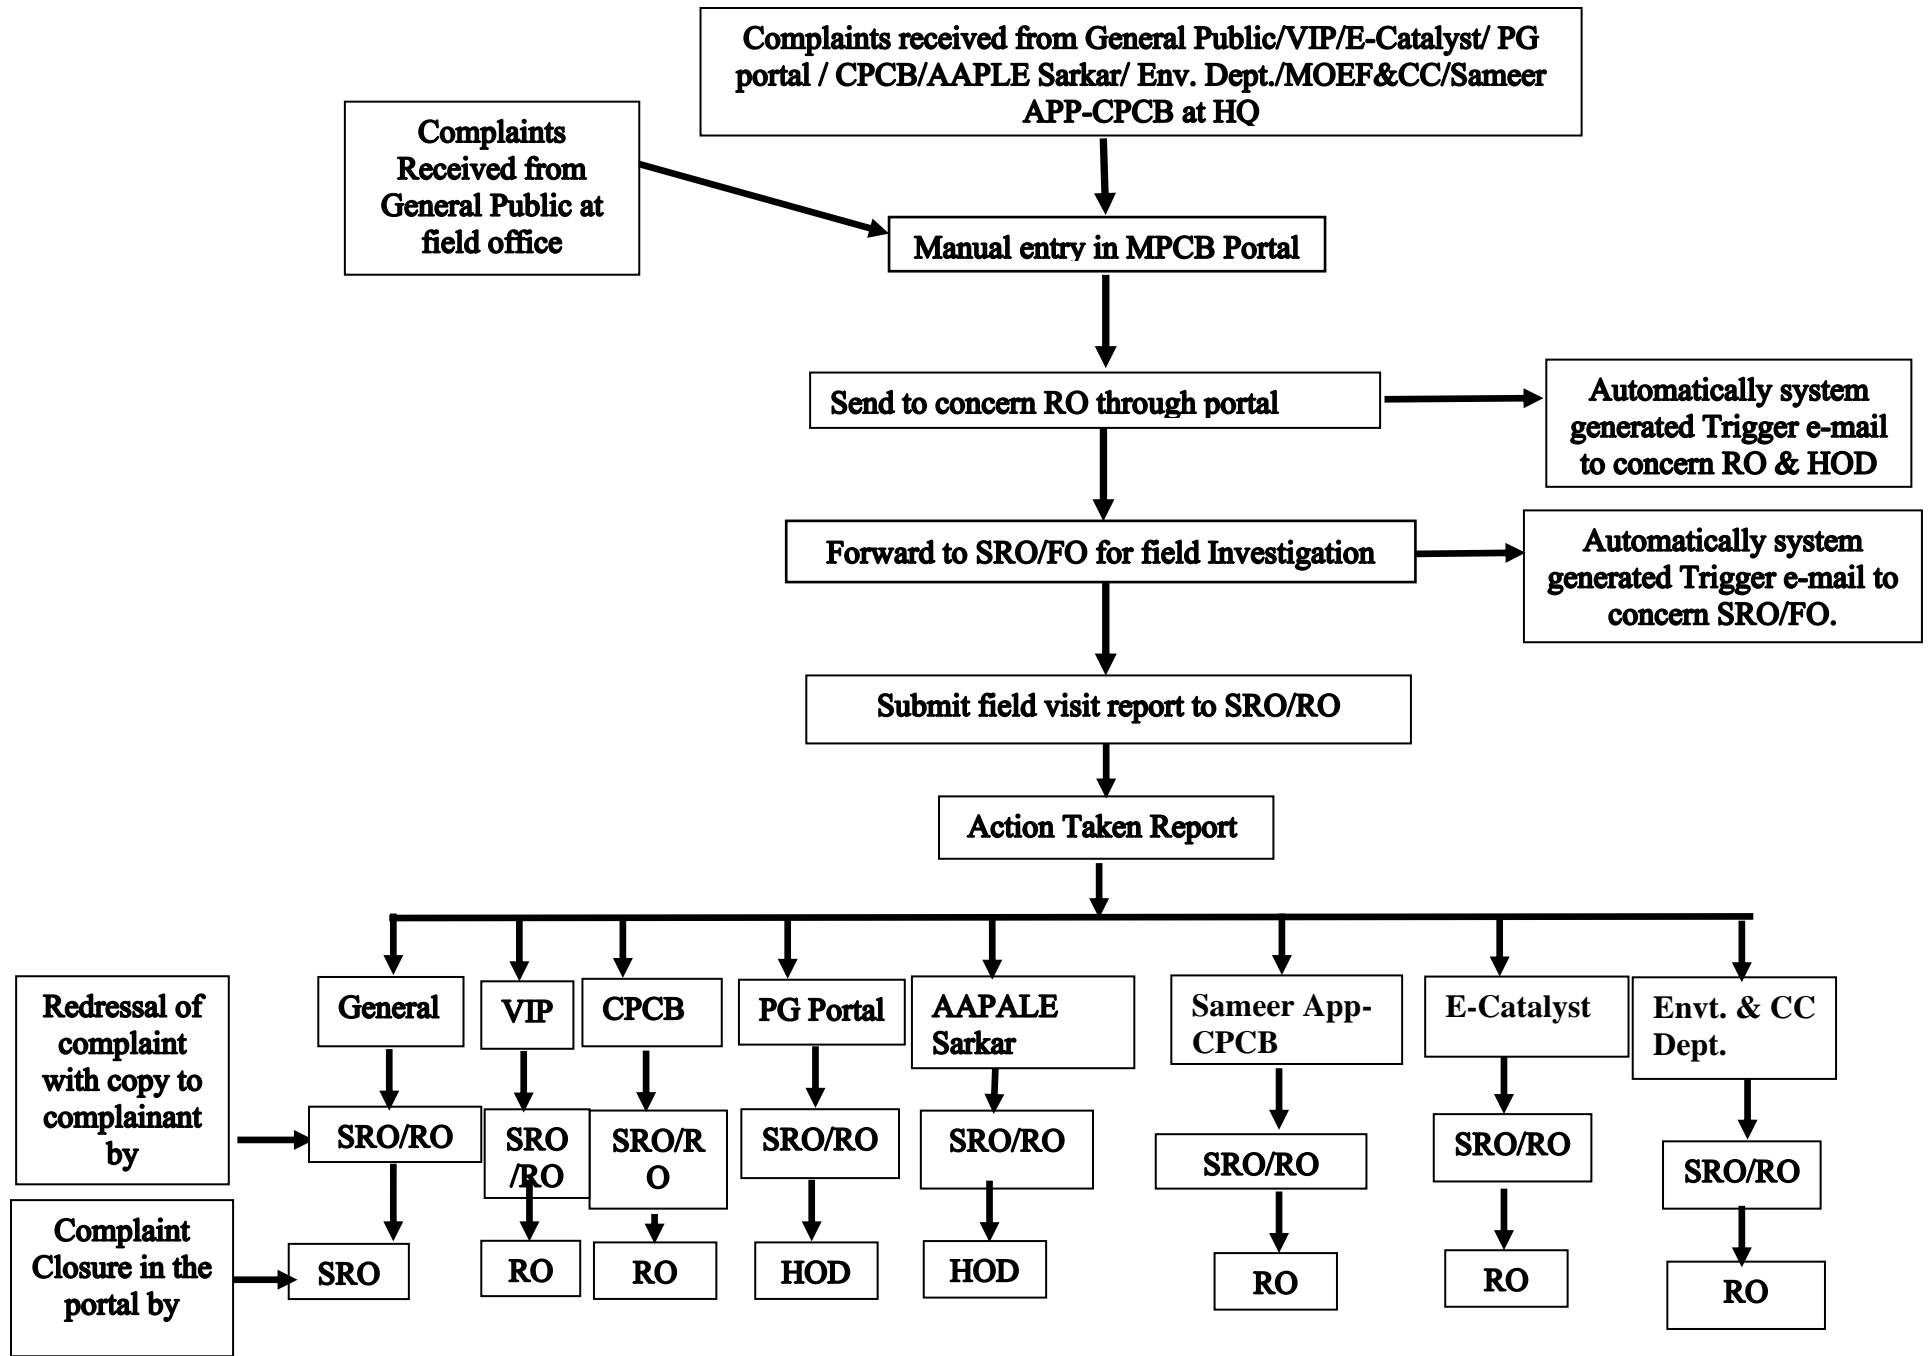 Complaints received from General Public/VIP/E-Catalyst/ PG
portal / CPCB/AAPLE Sarkar/ Env. Dept./MOEF&CC/Sameer
APP-CPCB at HQ
Complaints
Received from
General Public at
field office
Manual entry in MPCB Portal
Send to concern RO through portal
Automatically system
generated Trigger e-mail
to concern RO & HOD
Forward to SRO/FO for field Investigation
Automatically system
generated Trigger e-mail to
concern SRO/FO.
Submit field visit report to SRO/RO
Action Taken Report
General
VIP
CPCB
PG Portal
AAPALE
Sarkar
Sameer App-
CPCB
E-Catalyst
Envt. & CC
Dept.
Redressal of
complaint
with copy to
complainant
by
SRO/RO
SRO
/RO
SRO/R
O
SRO/RO
SRO/RO
SRO/RO
SRO/RO
SRO/RO
Complaint
Closure in the
portal by
SRO
RO
RO
HOD
HOD
RO
RO
RO